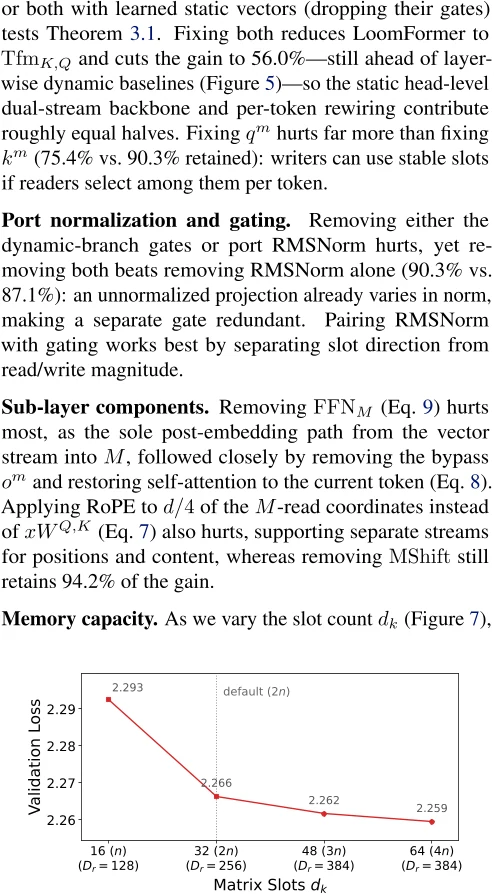 or both with learned static vectors (dropping their gates)
tests Theorem 3.1. Fixing both reduces LoomFormer to
Tfm_{K,Q} and cuts the gain to 56.0%—still ahead of layer-
wise dynamic baselines (Figure 5)—so the static head-level
dual-stream backbone and per-token rewiring contribute
roughly equal halves. Fixing q^m hurts far more than fixing
k^m (75.4% vs. 90.3% retained): writers can use stable slots
if readers select among them per token.
Port normalization and gating. Removing either the
dynamic-branch gates or port RMSNorm hurts, yet re-
moving both beats removing RMSNorm alone (90.3% vs.
87.1%): an unnormalized projection already varies in norm,
making a separate gate redundant. Pairing RMSNorm
with gating works best by separating slot direction from
read/write magnitude.
Sub-layer components. Removing FFN_M (Eq. 9) hurts
most, as the sole post-embedding path from the vector
stream into M, followed closely by removing the bypass
o^m and restoring self-attention to the current token (Eq. 8).
Applying RoPE to d/4 of the M-read coordinates instead
of xW^{Q,K} (Eq. 7) also hurts, supporting separate streams
for positions and content, whereas removing MShift still
retains 94.2% of the gain.
Memory capacity. As we vary the slot count d_k (Figure 7),
2.293
default (2n)
2.266
2.262
2.259
Validation Loss
2.29
2.28
2.27
2.26
16 (n) 32 (2n) 48 (3n) 64 (4n)
(D_r = 128) (D_r = 256) (D_r = 384) (D_r = 384)
Matrix Slots d_k